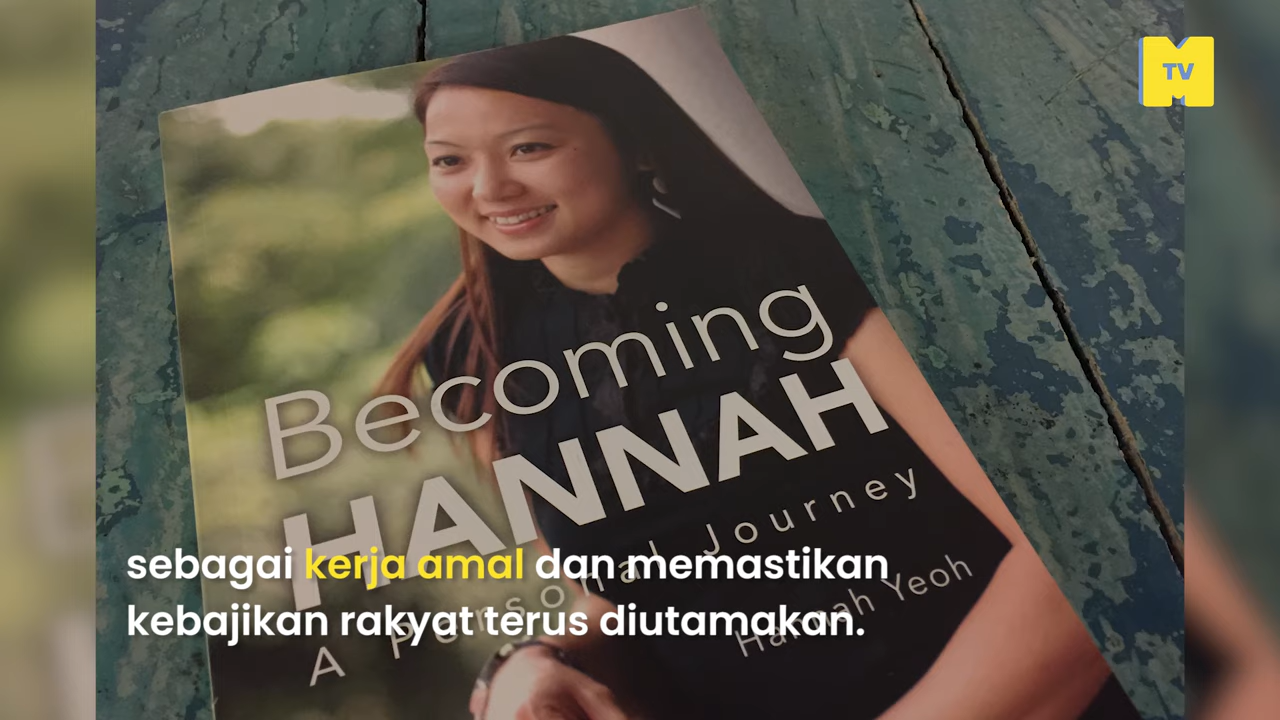 M
TV
Becoming
HANNAH
A Personal Journey
Hannah Yeoh
sebagai kerja amal dan memastikan
kebajikan rakyat terus diutamakan.